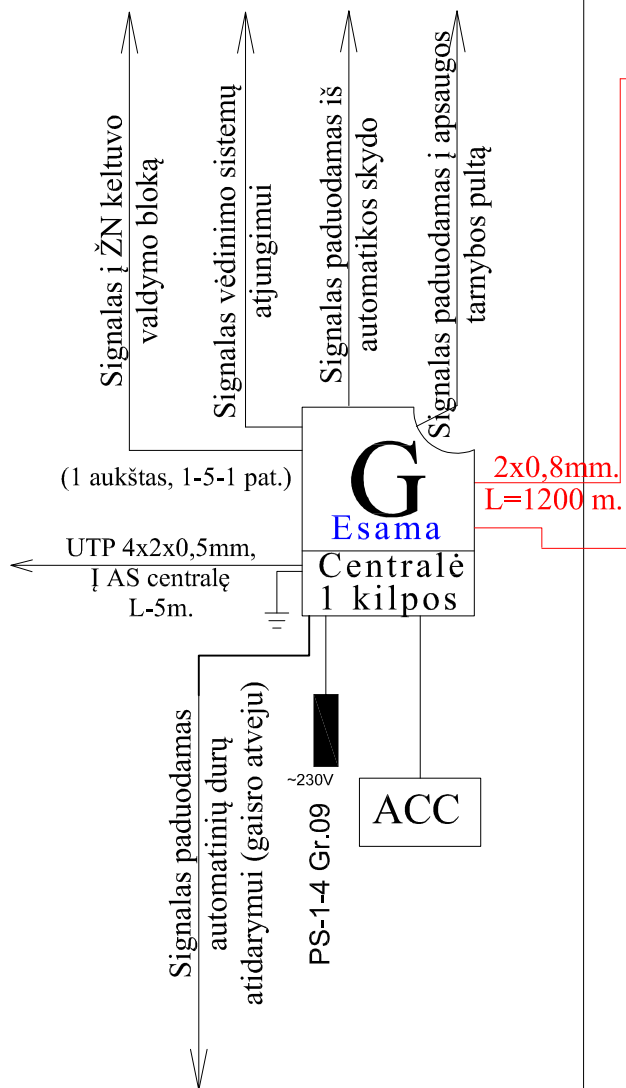 Signalas į ŽN keltuvo
valdymo bloką
Signalas vėdinimo sistemų
atjungimui
Signalas paduodamas iš
automatikos skydo
Signalas paduodamas į apsaugos
tarnybos pultą
(1 aukštas, 1-5-1 pat.)
G
Esama
2x0,8mm.
L=1200 m.
UTP 4x2x0,5mm,
Į AS centralę
L-5m.
Centralė
1 kilpos
Signalas paduodamas
automatinių durų
atidarymui (gaisro atveju)
~230V
PS-1-4 Gr.09
ACC